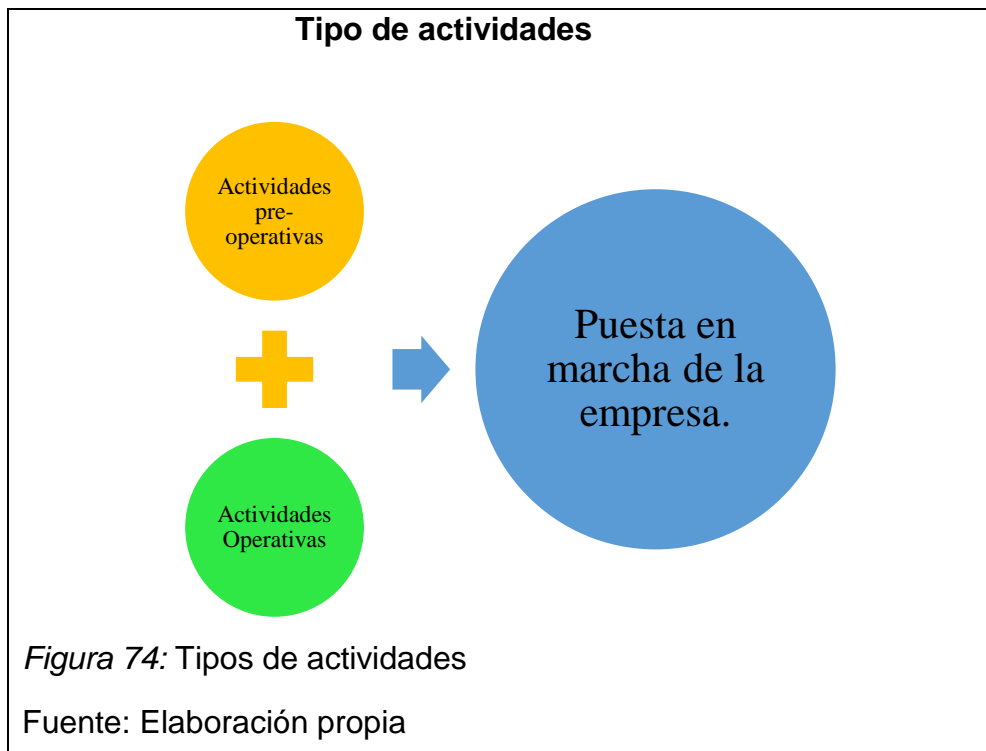 Tipo de actividades
Actividades
pre-
operativas
Actividades
Operativas
Puesta en
marcha de la
empresa.
Figura 74: Tipos de actividades
Fuente: Elaboración propia